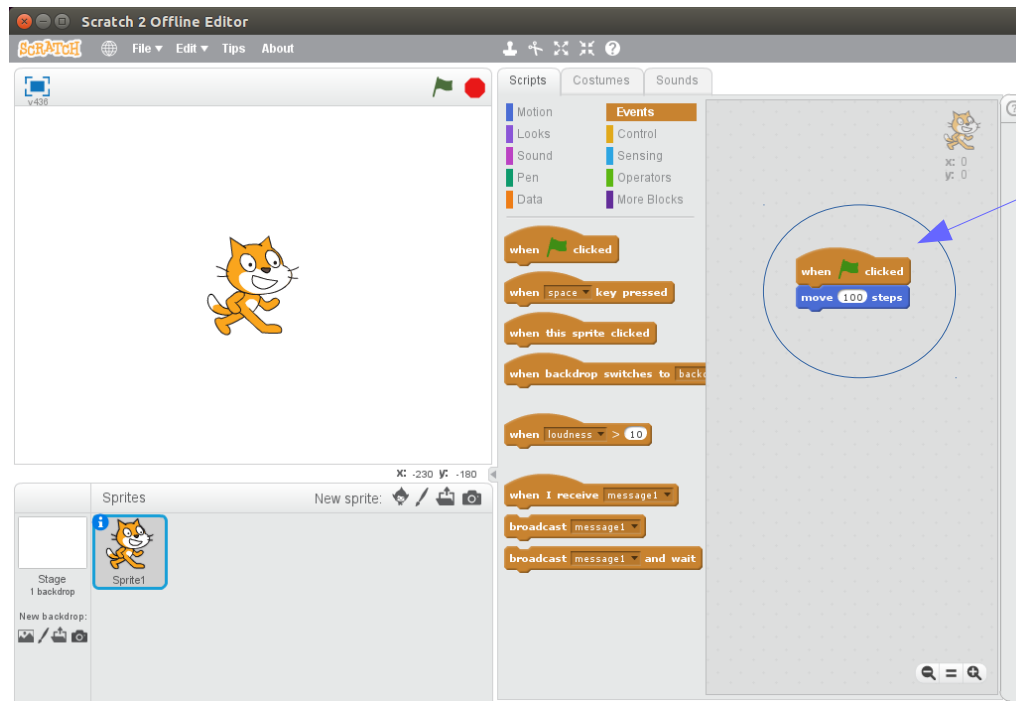 Scratch 2 Offline Editor
SCRATCH File Edit Tips About
v436
Scripts Costumes Sounds
Motion Events
Looks Control
Sound Sensing
Pen Operators
Data More Blocks
when clicked
when space key pressed
when this sprite clicked
when backdrop switches to backd
when loudness > 10
when I receive message1
broadcast message1
broadcast message1 and wait
x: 0
y: 0
when clicked
move 100 steps
X: -230 y: -180
Sprites New sprite:
Stage
1 backdrop
New backdrop:
Sprite1